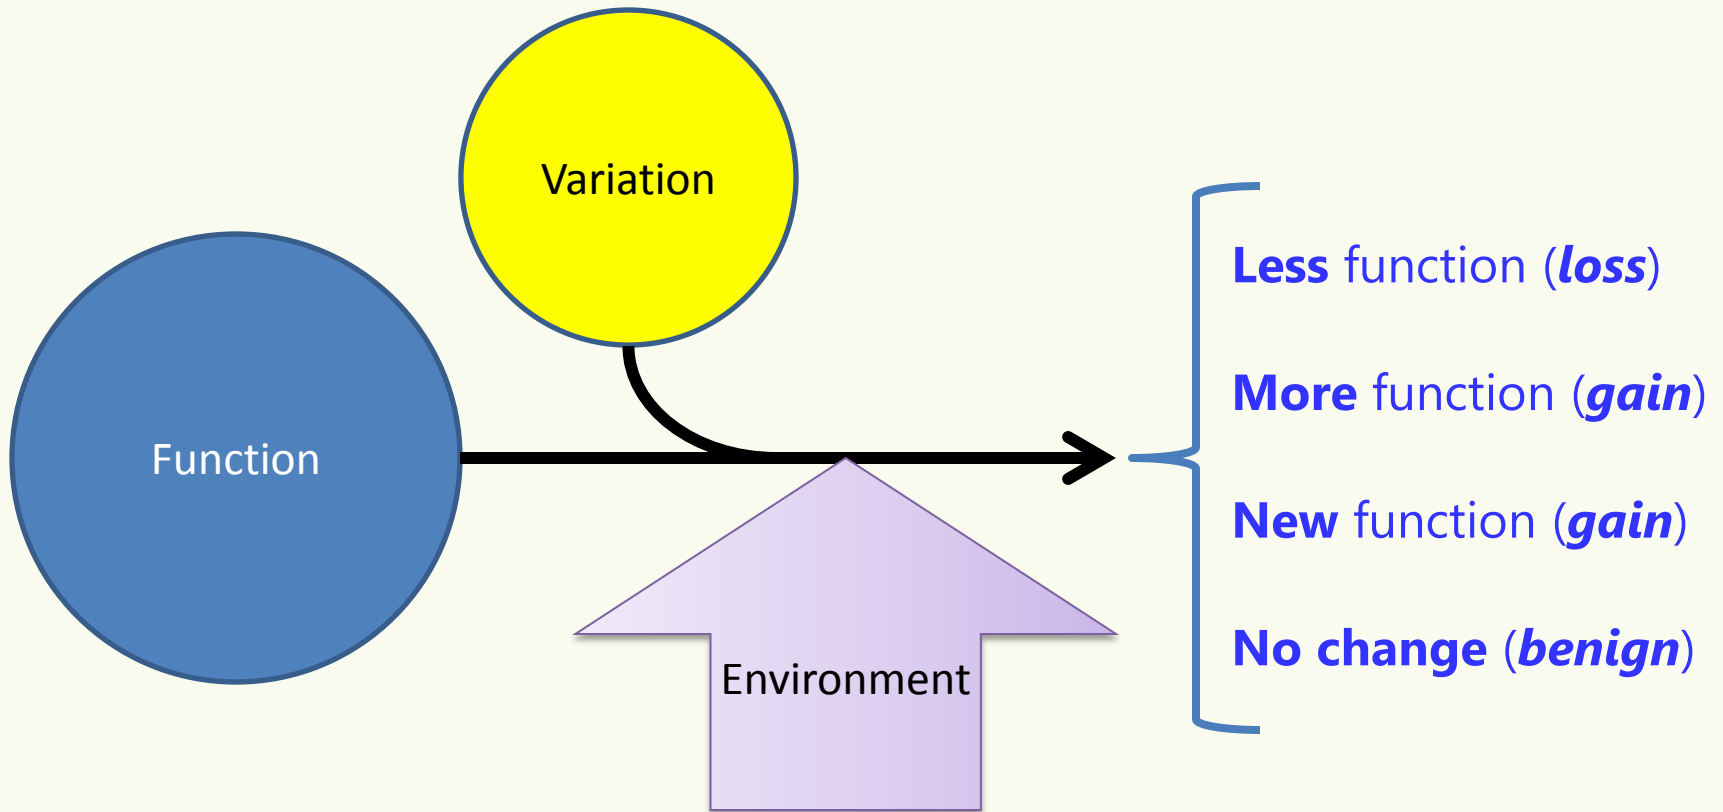 Variation
Function
Environment
Less function (loss)
More function (gain)
New function (gain)
No change (benign)